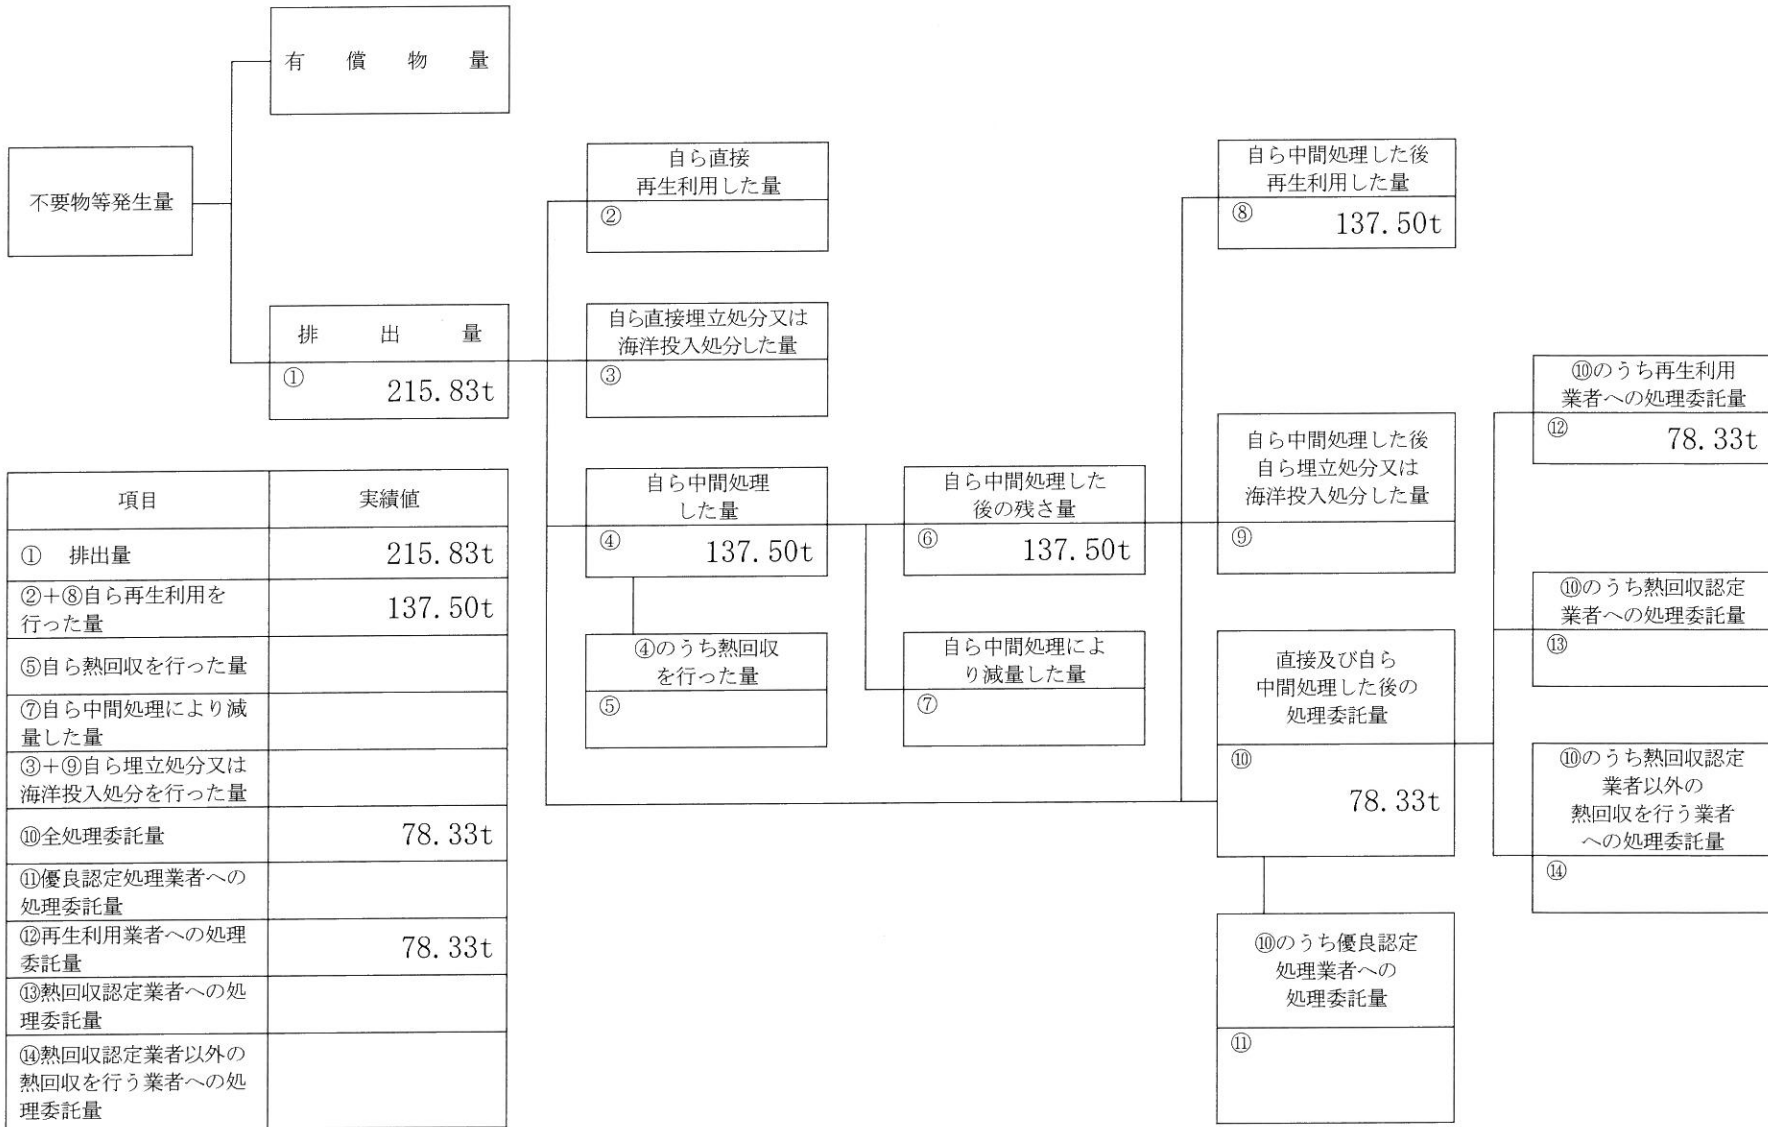 有償物量
不要物等発生量
排出量
① 215.83t
自ら直接
再生利用した量
②
自ら直接埋立処分又は
海洋投入処分した量
③
自ら中間処理
した量
④ 137.50t
④のうち熱回収
を行った量
⑤
自ら中間処理した
後の残さ量
⑥ 137.50t
自ら中間処理によ
り減量した量
⑦
自ら中間処理した後
再生利用した量
⑧ 137.50t
自ら中間処理した後
自ら埋立処分又は
海洋投入処分した量
⑨
直接及び自ら
中間処理した後の
処理委託量
⑩
78.33t
⑩のうち優良認定
処理業者への
処理委託量
⑪
⑩のうち再生利用
業者への処理委託量
⑫ 78.33t
⑩のうち熱回収認定
業者への処理委託量
⑬
⑩のうち熱回収認定
業者以外の
熱回収を行う業者
への処理委託量
⑭
項目 実績値
① 排出量 215.83t
②+⑧自ら再生利用を
行った量 137.50t
⑤自ら熱回収を行った量
⑦自ら中間処理により減
量した量
③+⑨自ら埋立処分又は
海洋投入処分を行った量
⑩全処理委託量 78.33t
⑪優良認定処理業者への
処理委託量
⑫再生利用業者への処理
委託量 78.33t
⑬熱回収認定業者への処
理委託量
⑭熱回収認定業者以外の
熱回収を行う業者への処
理委託量